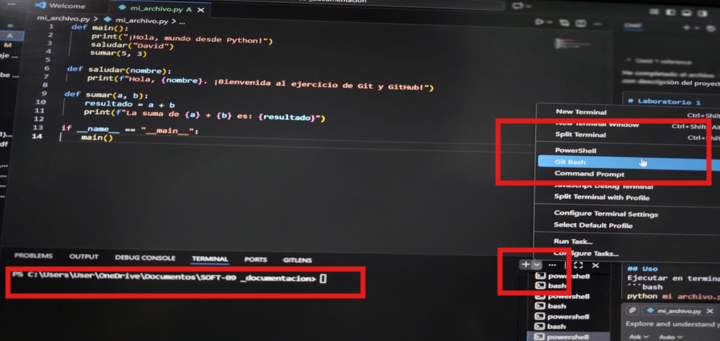 Welcome
mi_archivo.py A
mi_archivo.py > mi_archivo.py > ...
1 def main():
2 print("¡Hola, mundo desde Python!")
3 saludar("David")
4 sumar(5, 3)
6 def saludar(nombre):
7 print(f"Hola, {nombre}. ¡Bienvenida al ejercicio de Git y GitHub!")
8
9 def sumar(a, b):
10 resultado = a + b
11 print(f"La suma de {a} + {b} es: {resultado}")
12
13 if __name__ == "__main__":
14 main()
CHAT
Used 1 reference
He completado el archivo
con descripción del proyecto
# Laboratorio 1
New Terminal Ctrl+Shift+
New Terminal Window Ctrl+Shift+Alt
Split Terminal Ctrl+Sh
PowerShell
Git Bash
Command Prompt
JavaScript Debug Terminal
Split Terminal with Profile
Configure Terminal Settings
Select Default Profile
Run Task...
Configure Tasks...
PROBLEMS OUTPUT DEBUG CONSOLE TERMINAL PORTS GITLENS
PS C:\Users\User\OneDrive\Documentos\SOFT-09 _documentacion>
powershell
bash
powershell
bash
powershell
bash
powershell
## Uso
Ejecutar en termina
```bash
python mi_archivo.
mi_archivo.py
Explore and understand y
Ask Auto